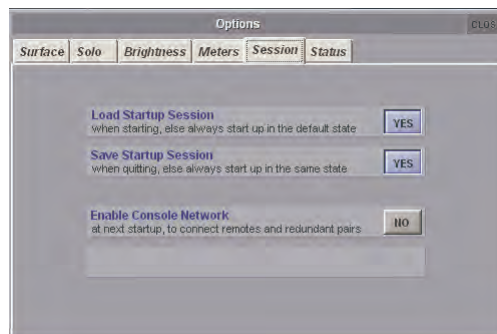 Options
CLOS
Surface Solo Brightness Meters Session Status
Load Startup Session YES
when starting, else always start up in the default state
Save Startup Session YES
when quitting, else always start up in the same state
Enable Console Network NO
at next startup, to connect remotes and redundant pairs